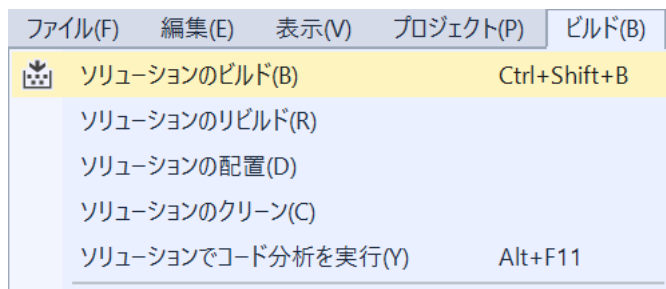 ファイル(F) 編集(E) 表示(V) プロジェクト(P) ビルド(B)
ソリューションのビルド(B) Ctrl+Shift+B
ソリューションのリビルド(R)
ソリューションの配置(D)
ソリューションのクリーン(C)
ソリューションでコード分析を実行(Y) Alt+F11